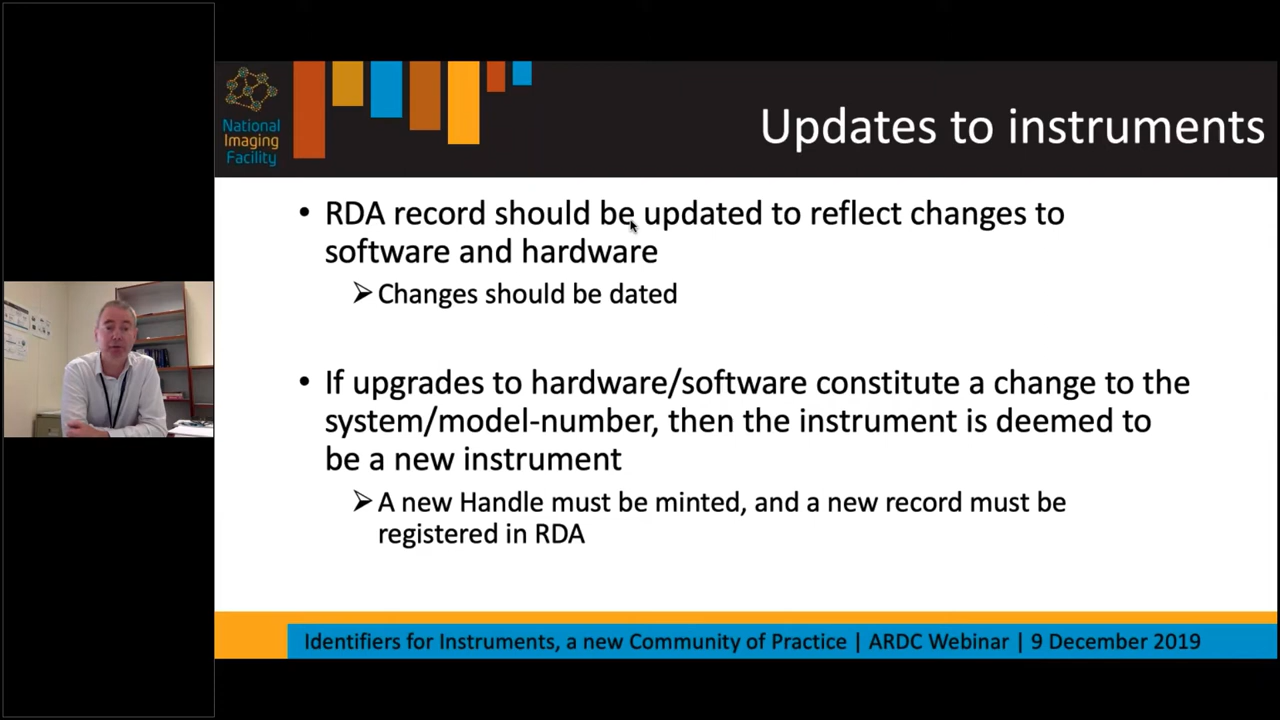 National
Imaging
Facility
Updates to instruments
• RDA record should be updated to reflect changes to
software and hardware
➢ Changes should be dated
• If upgrades to hardware/software constitute a change to the
system/model-number, then the instrument is deemed to
be a new instrument
➢ A new Handle must be minted, and a new record must be
registered in RDA
Identifiers for Instruments, a new Community of Practice | ARDC Webinar | 9 December 2019